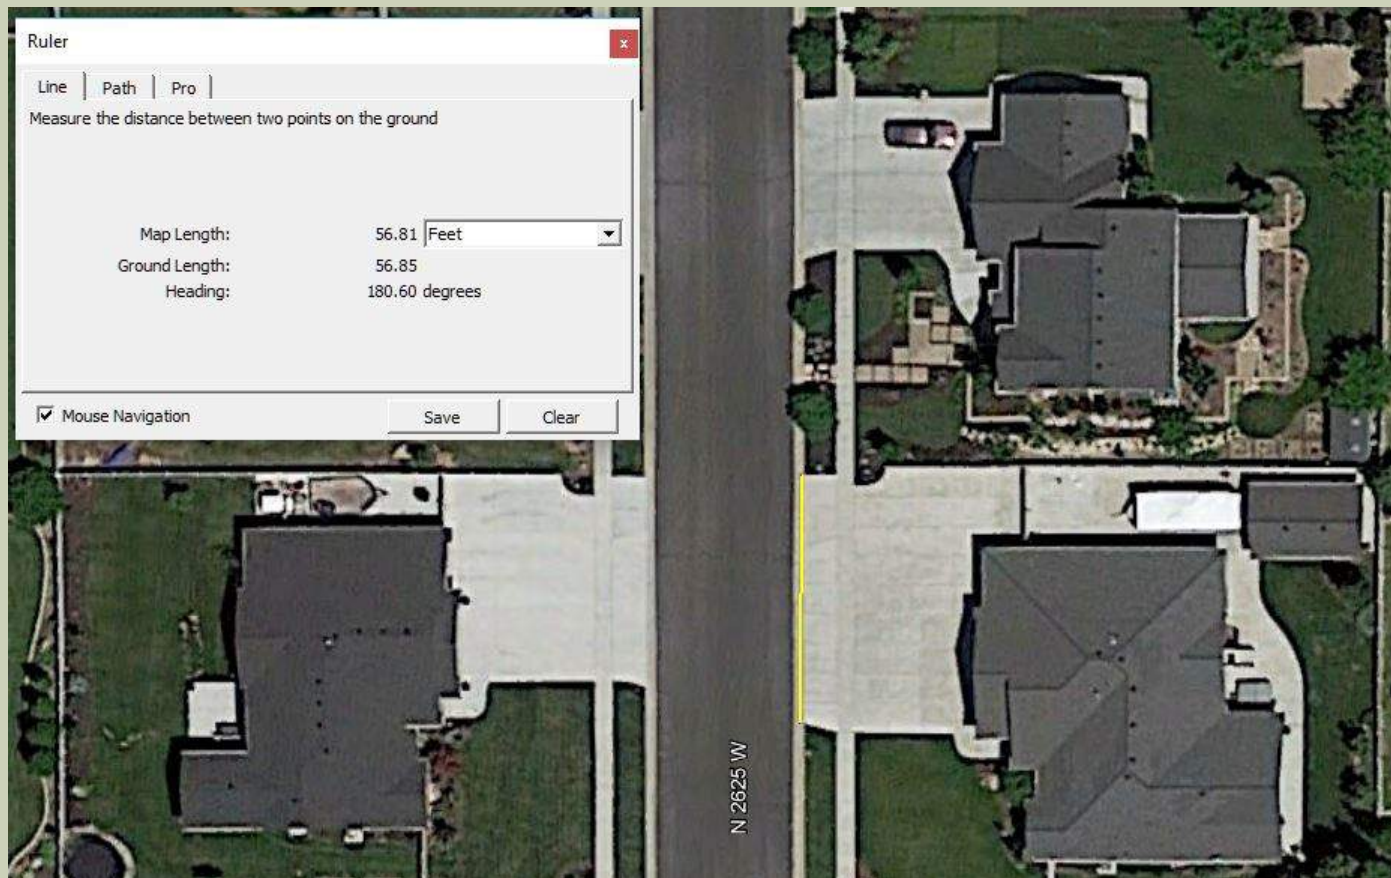 Ruler
x
Line Path Pro
Measure the distance between two points on the ground
Map Length: 56.81 Feet
Ground Length: 56.85
Heading: 180.60 degrees
Mouse Navigation Save Clear
N 2625 W